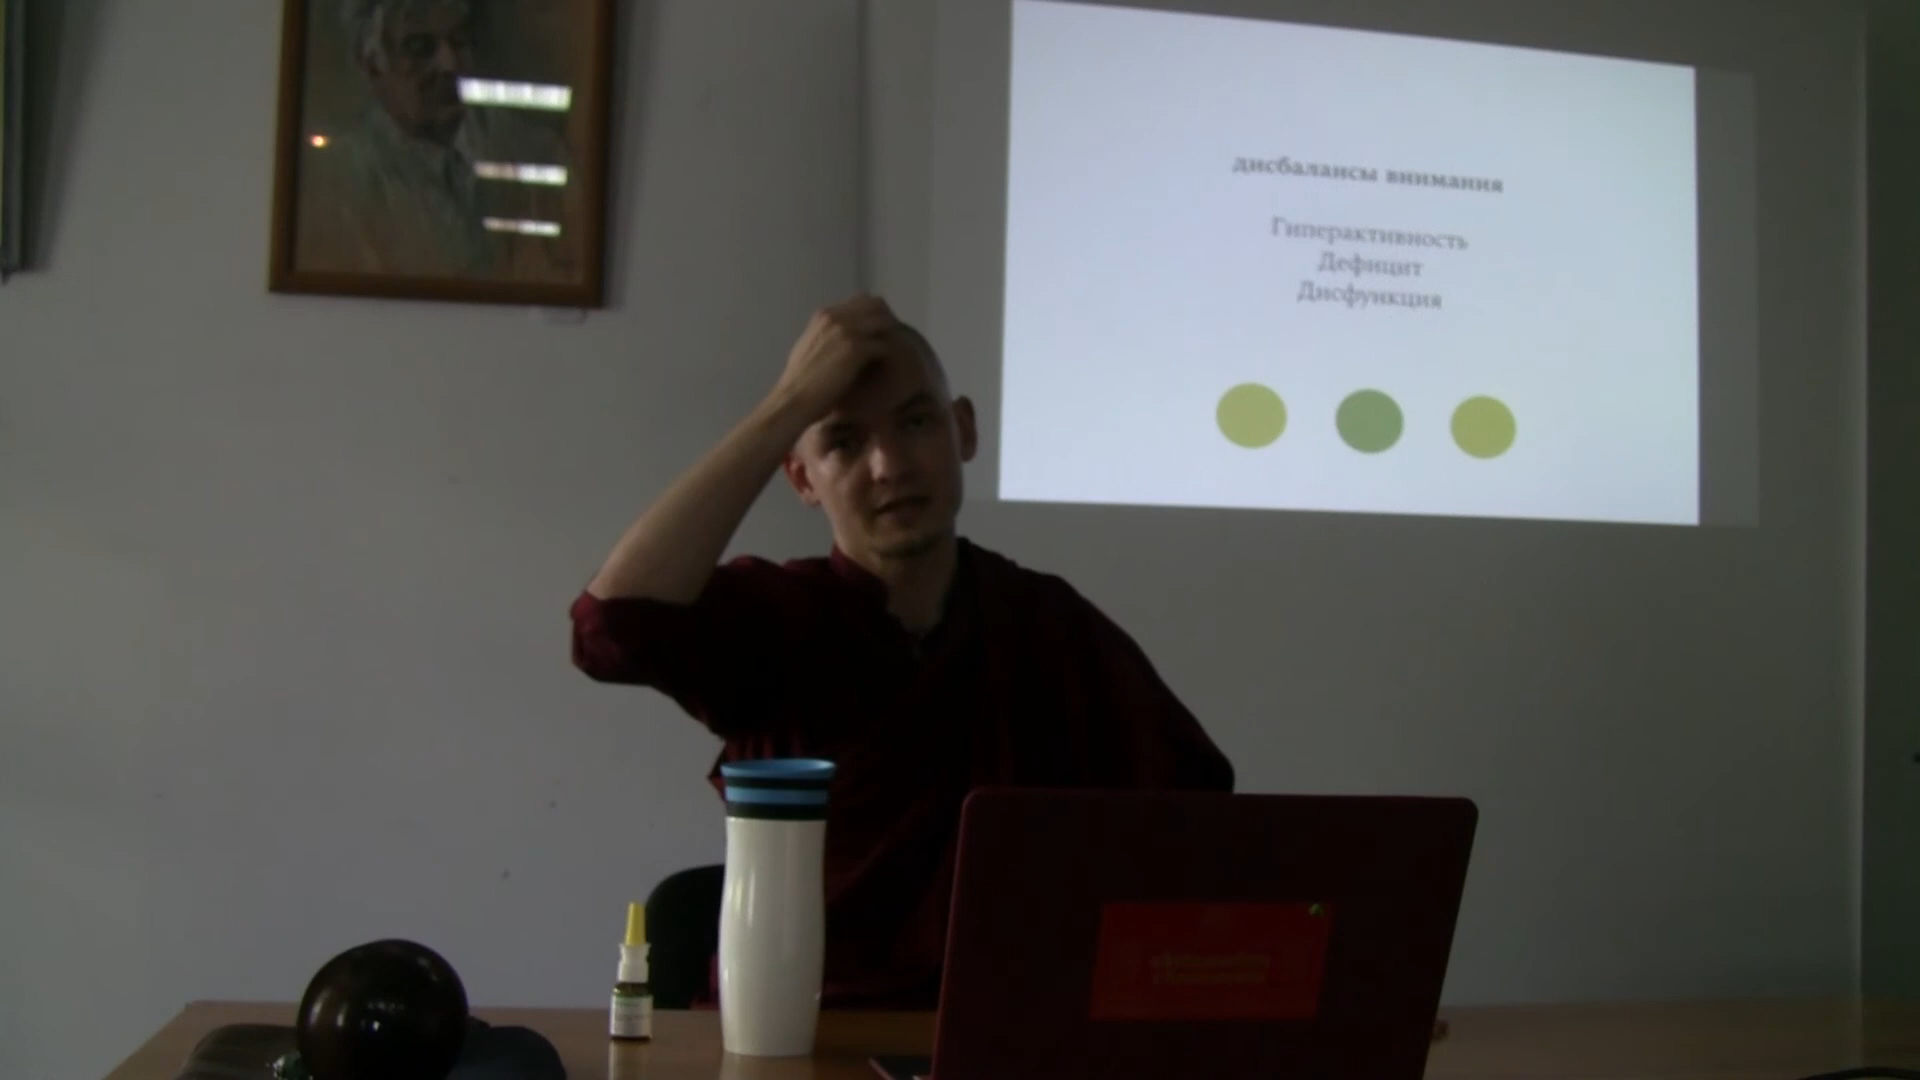 дисбалансы внимания
Гиперактивность
Дефицит
Дисфункция